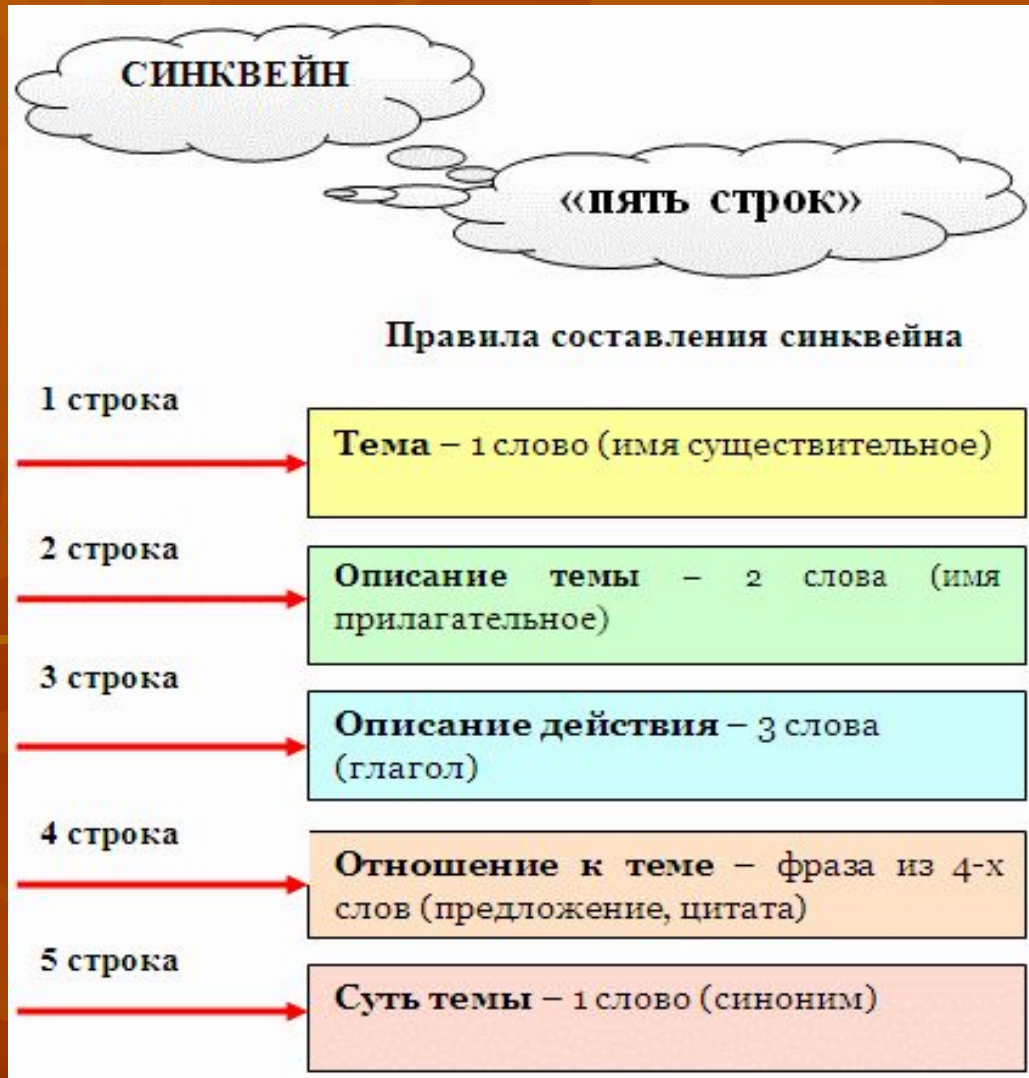 СИНКВЕЙН
«пять строк»
Правила составления синквейна
1 строка
Тема – 1 слово (имя существительное)
2 строка
Описание темы – 2 слова (имя
прилагательное)
3 строка
Описание действия – 3 слова
(глагол)
4 строка
Отношение к теме – фраза из 4-х
слов (предложение, цитата)
5 строка
Суть темы – 1 слово (синоним)